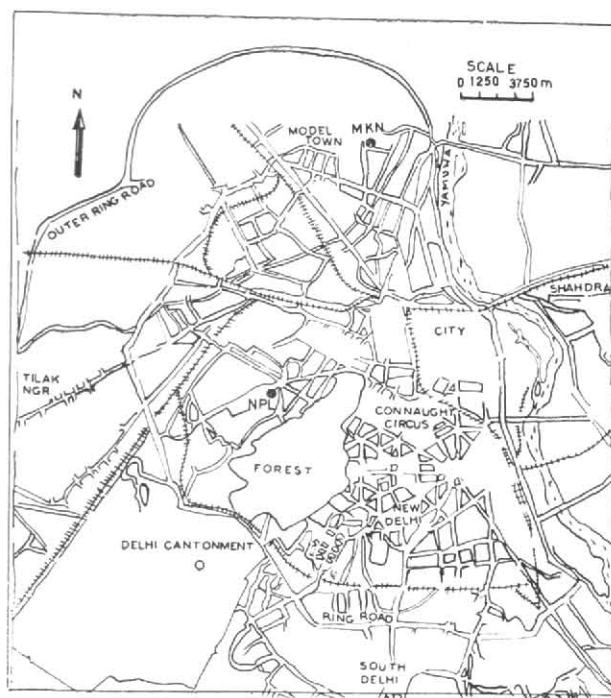 SCALE
0 1250 3750 m
N
MODEL
TOWN
MKN
YAMUNA
OUTER RING ROAD
SHAHDRA
CITY
TILAK
NGR
NPL
CONNAUGHT
CIRCUS
FOREST
NEW
DELHI
DELHI CANTONMENT
RING ROAD
SOUTH
DELHI